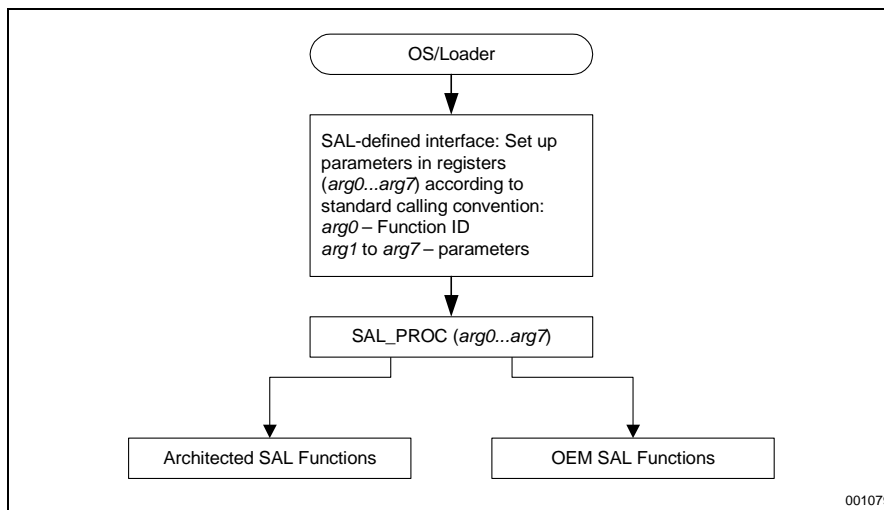 OS/Loader
SAL-defined interface: Set up
parameters in registers
(arg0...arg7) according to
standard calling convention:
arg0 – Function ID
arg1 to arg7 – parameters
SAL_PROC (arg0...arg7)
Architected SAL Functions
OEM SAL Functions
001079